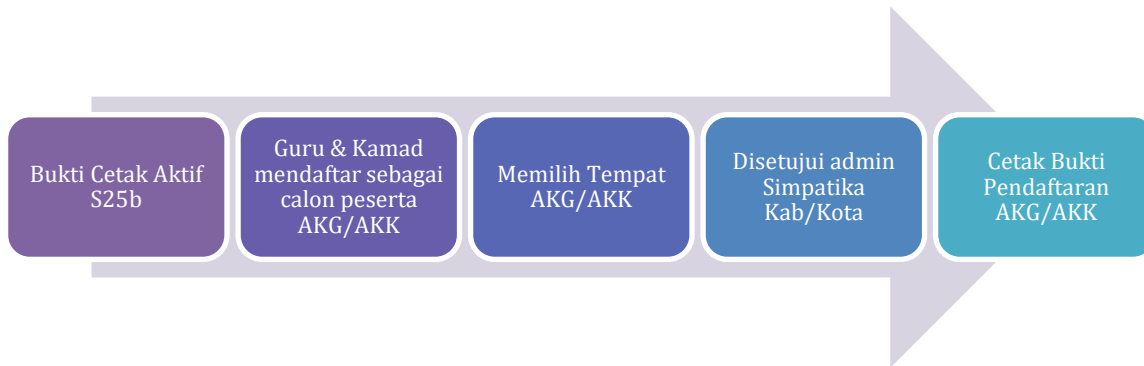 Bukti Cetak Aktif
S25b
Guru & Kamad
mendaftar sebagai
calon peserta
AKG/AKK
Memilih Tempat
AKG/AKK
Disetujui admin
Simpatika
Kab/Kota
Cetak Bukti
Pendaftaran
AKG/AKK